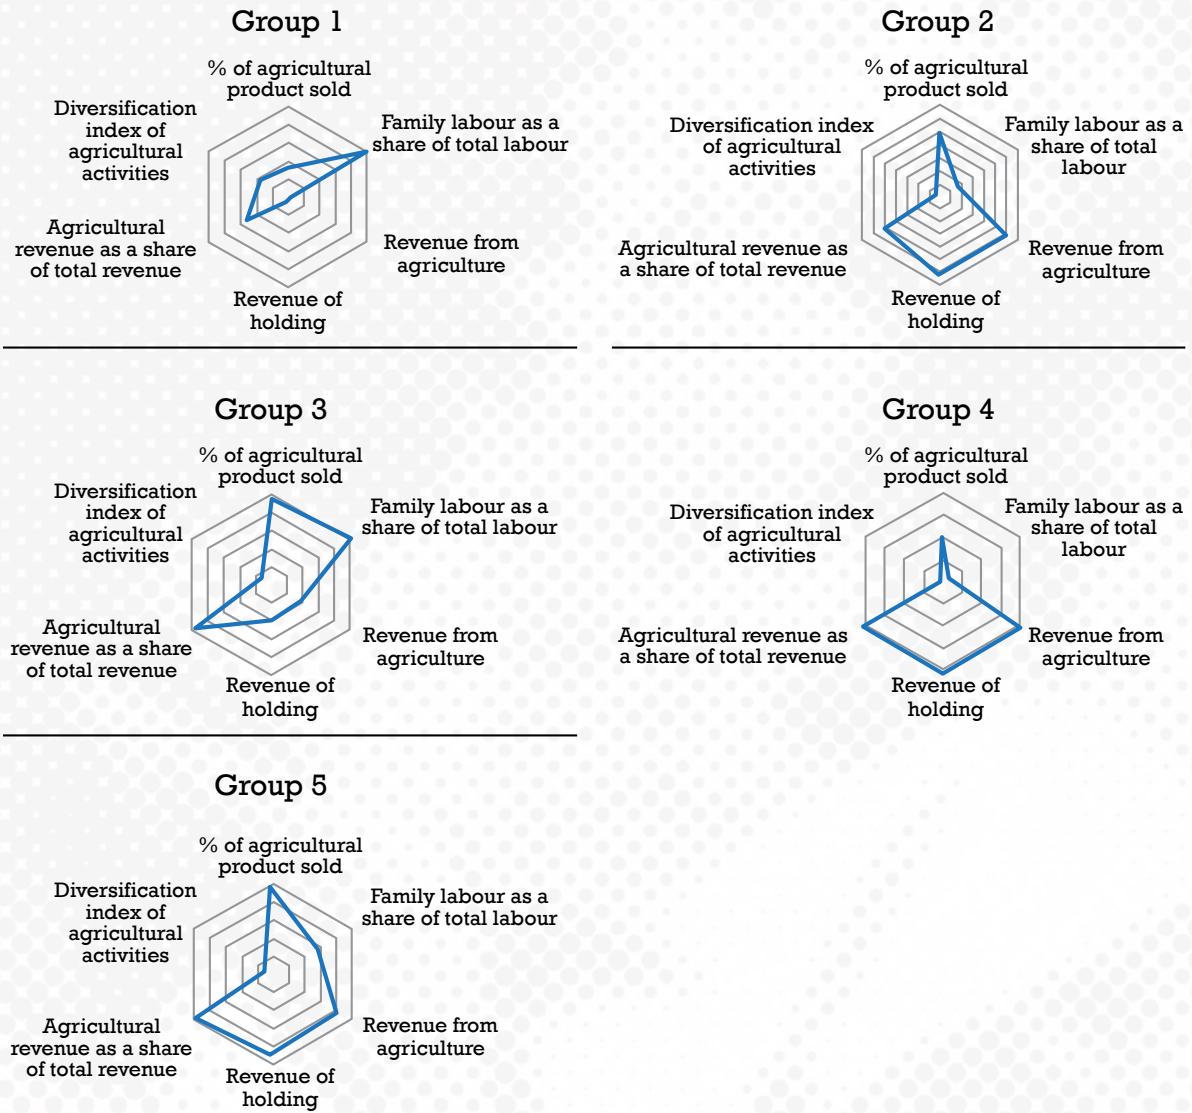 Group 1
% of agricultural
product sold
Diversification
index of
agricultural
activities
Family labour as a
share of total labour
Agricultural
revenue as a share
of total revenue
Revenue from
agriculture
Revenue of
holding
Group 2
% of agricultural
product sold
Diversification index
of agricultural
activities
Family labour as a
share of total
labour
Agricultural revenue as
a share of total revenue
Revenue from
agriculture
Revenue of
holding
Group 3
% of agricultural
product sold
Diversification
index of
agricultural
activities
Family labour as a
share of total labour
Agricultural
revenue as a share
of total revenue
Revenue from
agriculture
Revenue of
holding
Group 4
% of agricultural
product sold
Diversification index
of agricultural
activities
Family labour as a
share of total
labour
Agricultural revenue as
a share of total revenue
Revenue from
agriculture
Revenue of
holding
Group 5
% of agricultural
product sold
Diversification
index of
agricultural
activities
Family labour as a
share of total labour
Agricultural
revenue as a share
of total revenue
Revenue from
agriculture
Revenue of
holding